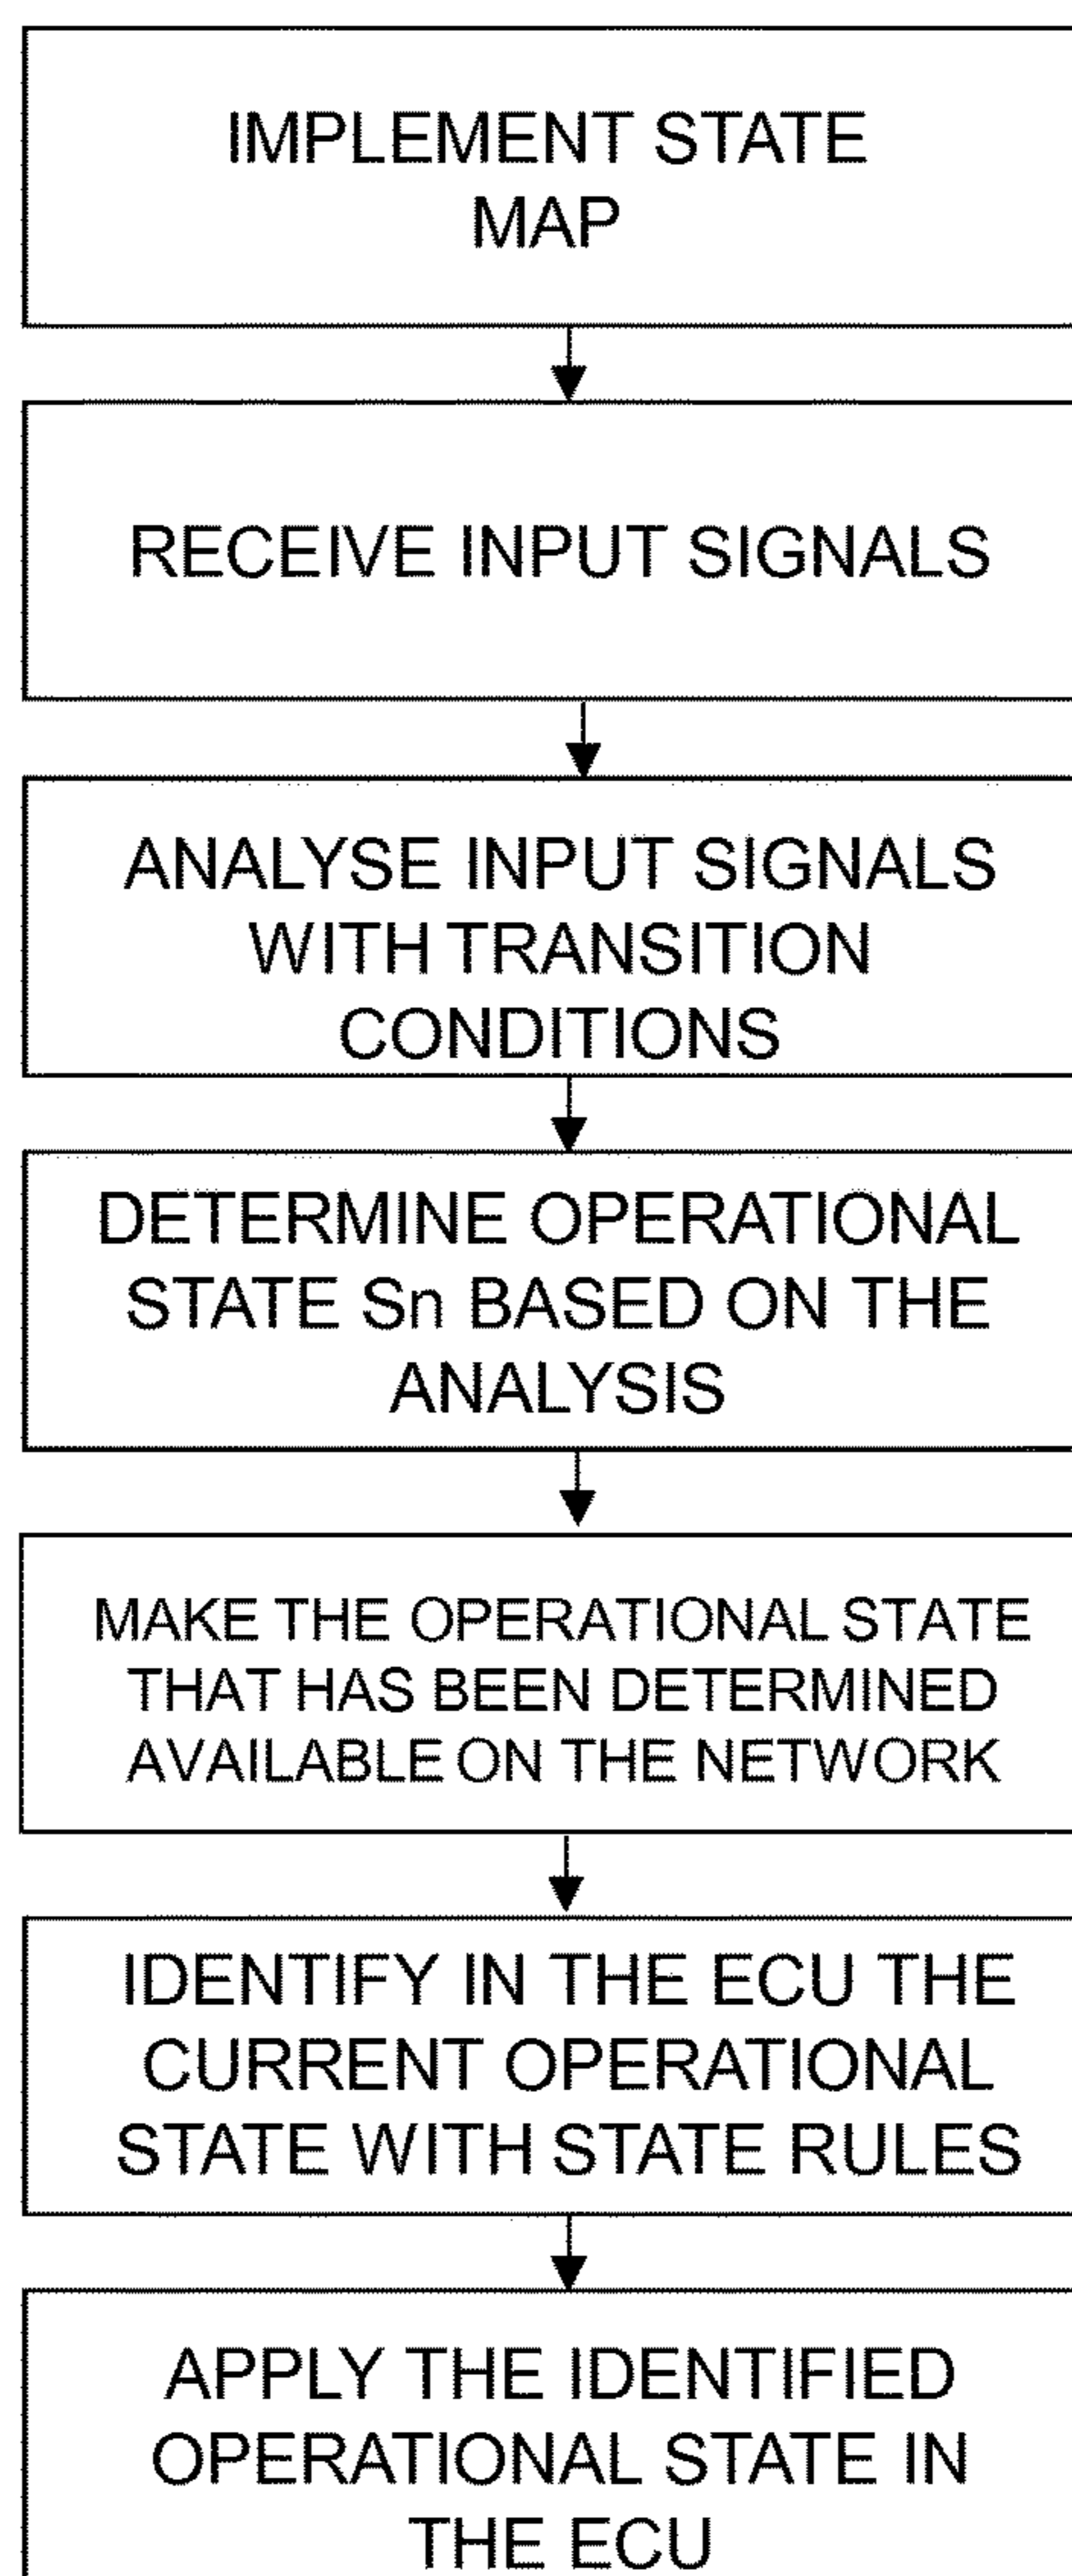 IMPLEMENT STATE
MAP
RECEIVE INPUT SIGNALS
ANALYSE INPUT SIGNALS
WITH TRANSITION
CONDITIONS
DETERMINE OPERATIONAL
STATE Sn BASED ON THE
ANALYSIS
MAKE THE OPERATIONAL STATE
THAT HAS BEEN DETERMINED
AVAILABLE ON THE NETWORK
IDENTIFY IN THE ECU THE
CURRENT OPERATIONAL
STATE WITH STATE RULES
APPLY THE IDENTIFIED
OPERATIONAL STATE IN
THE ECU